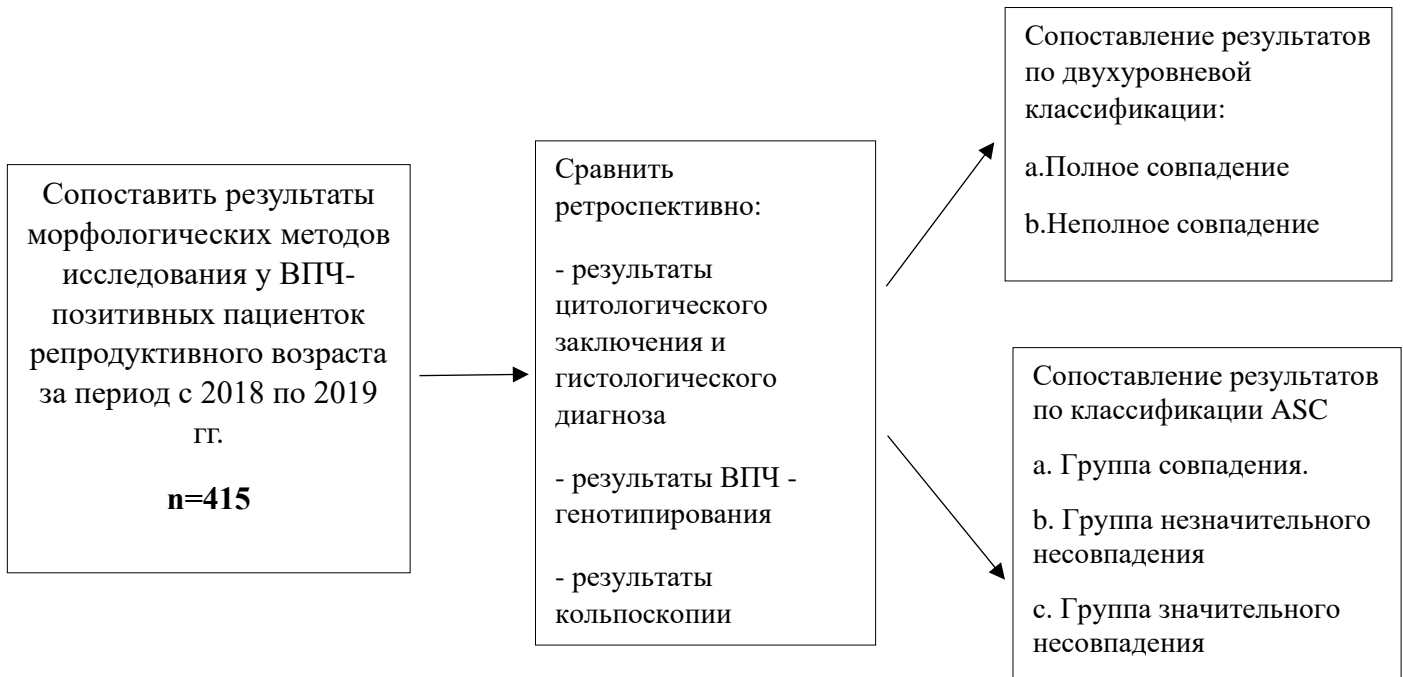 Сопоставить результаты
морфологических методов
исследования у ВПЧ-
позитивных пациенток
репродуктивного возраста
за период с 2018 по 2019
гг.
n=415
Сравнить
ретроспективно:
- результаты
цитологического
заключения и
гистологического
диагноза
- результаты ВПЧ -
генотипирования
- результаты
кольпоскопии
Сопоставление результатов
по двухуровневой
классификации:
a.Полное совпадение
b.Неполное совпадение
Сопоставление результатов
по классификации ASC
a. Группа совпадения.
b. Группа незначительного
несовпадения
c. Группа значительного
несовпадения